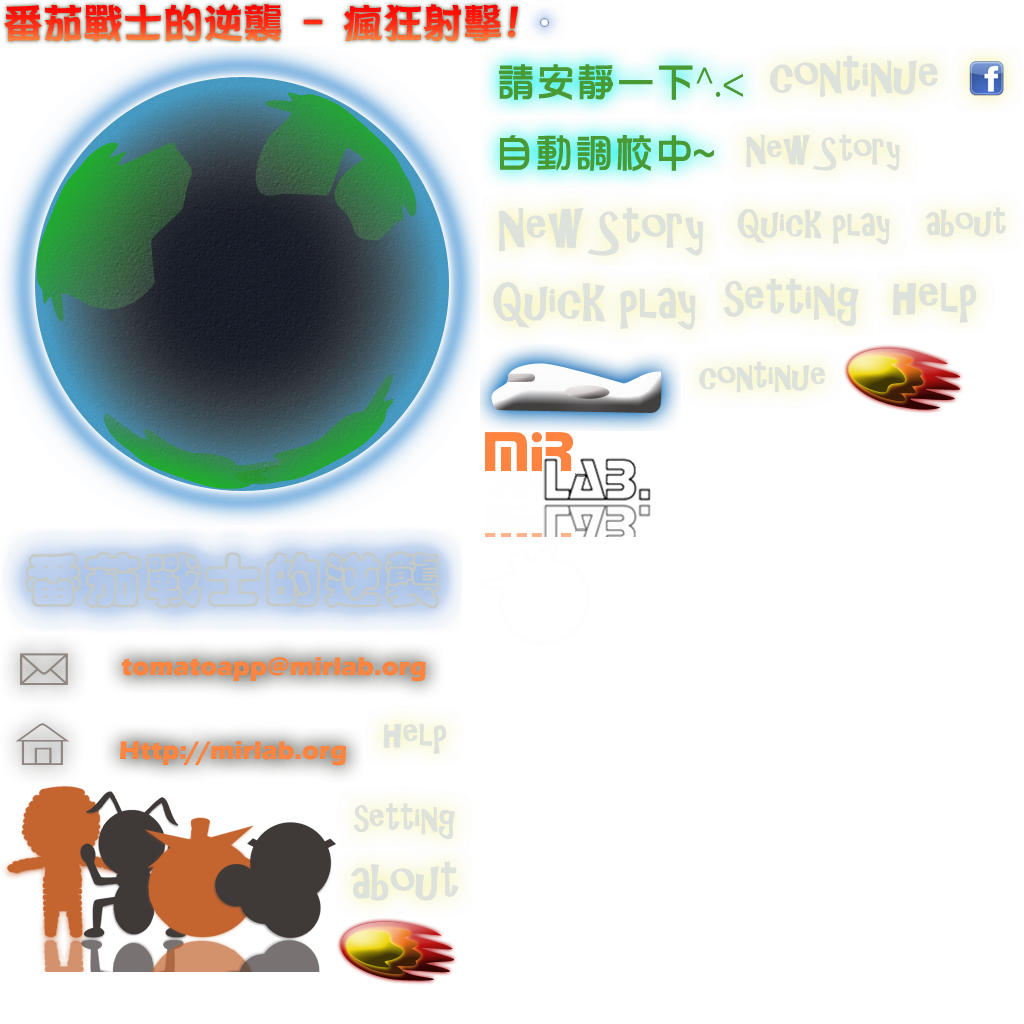 番茄戰士的逆襲 - 瘋狂射擊!
請安靜一下^.<
continue
f
自動調校中~
New Story
New Story
Quick Play
about
Quick Play
Setting
Help
continue
MiR
LAB.
番茄戰士的逆襲
tomatoapp@mirlab.org
Http://mirlab.org
Help
Setting
about